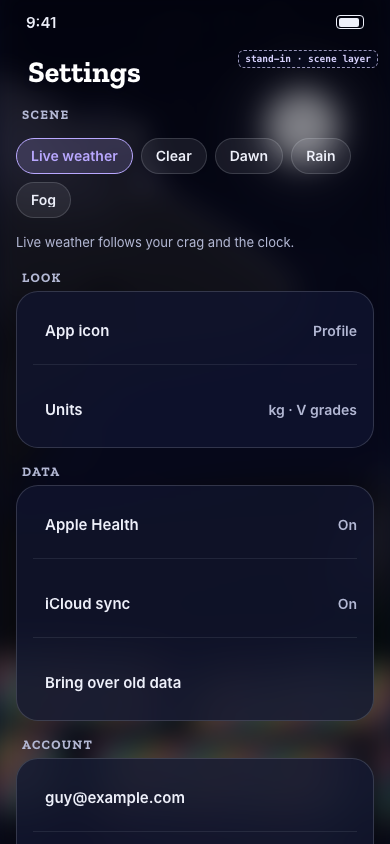 9:41
stand-in · scene layer
Settings
SCENE
Live weather
Clear
Dawn
Rain
Fog
Live weather follows your crag and the clock.
LOOK
App icon
Profile
Units
kg · V grades
DATA
Apple Health
On
iCloud sync
On
Bring over old data
ACCOUNT
guy@example.com